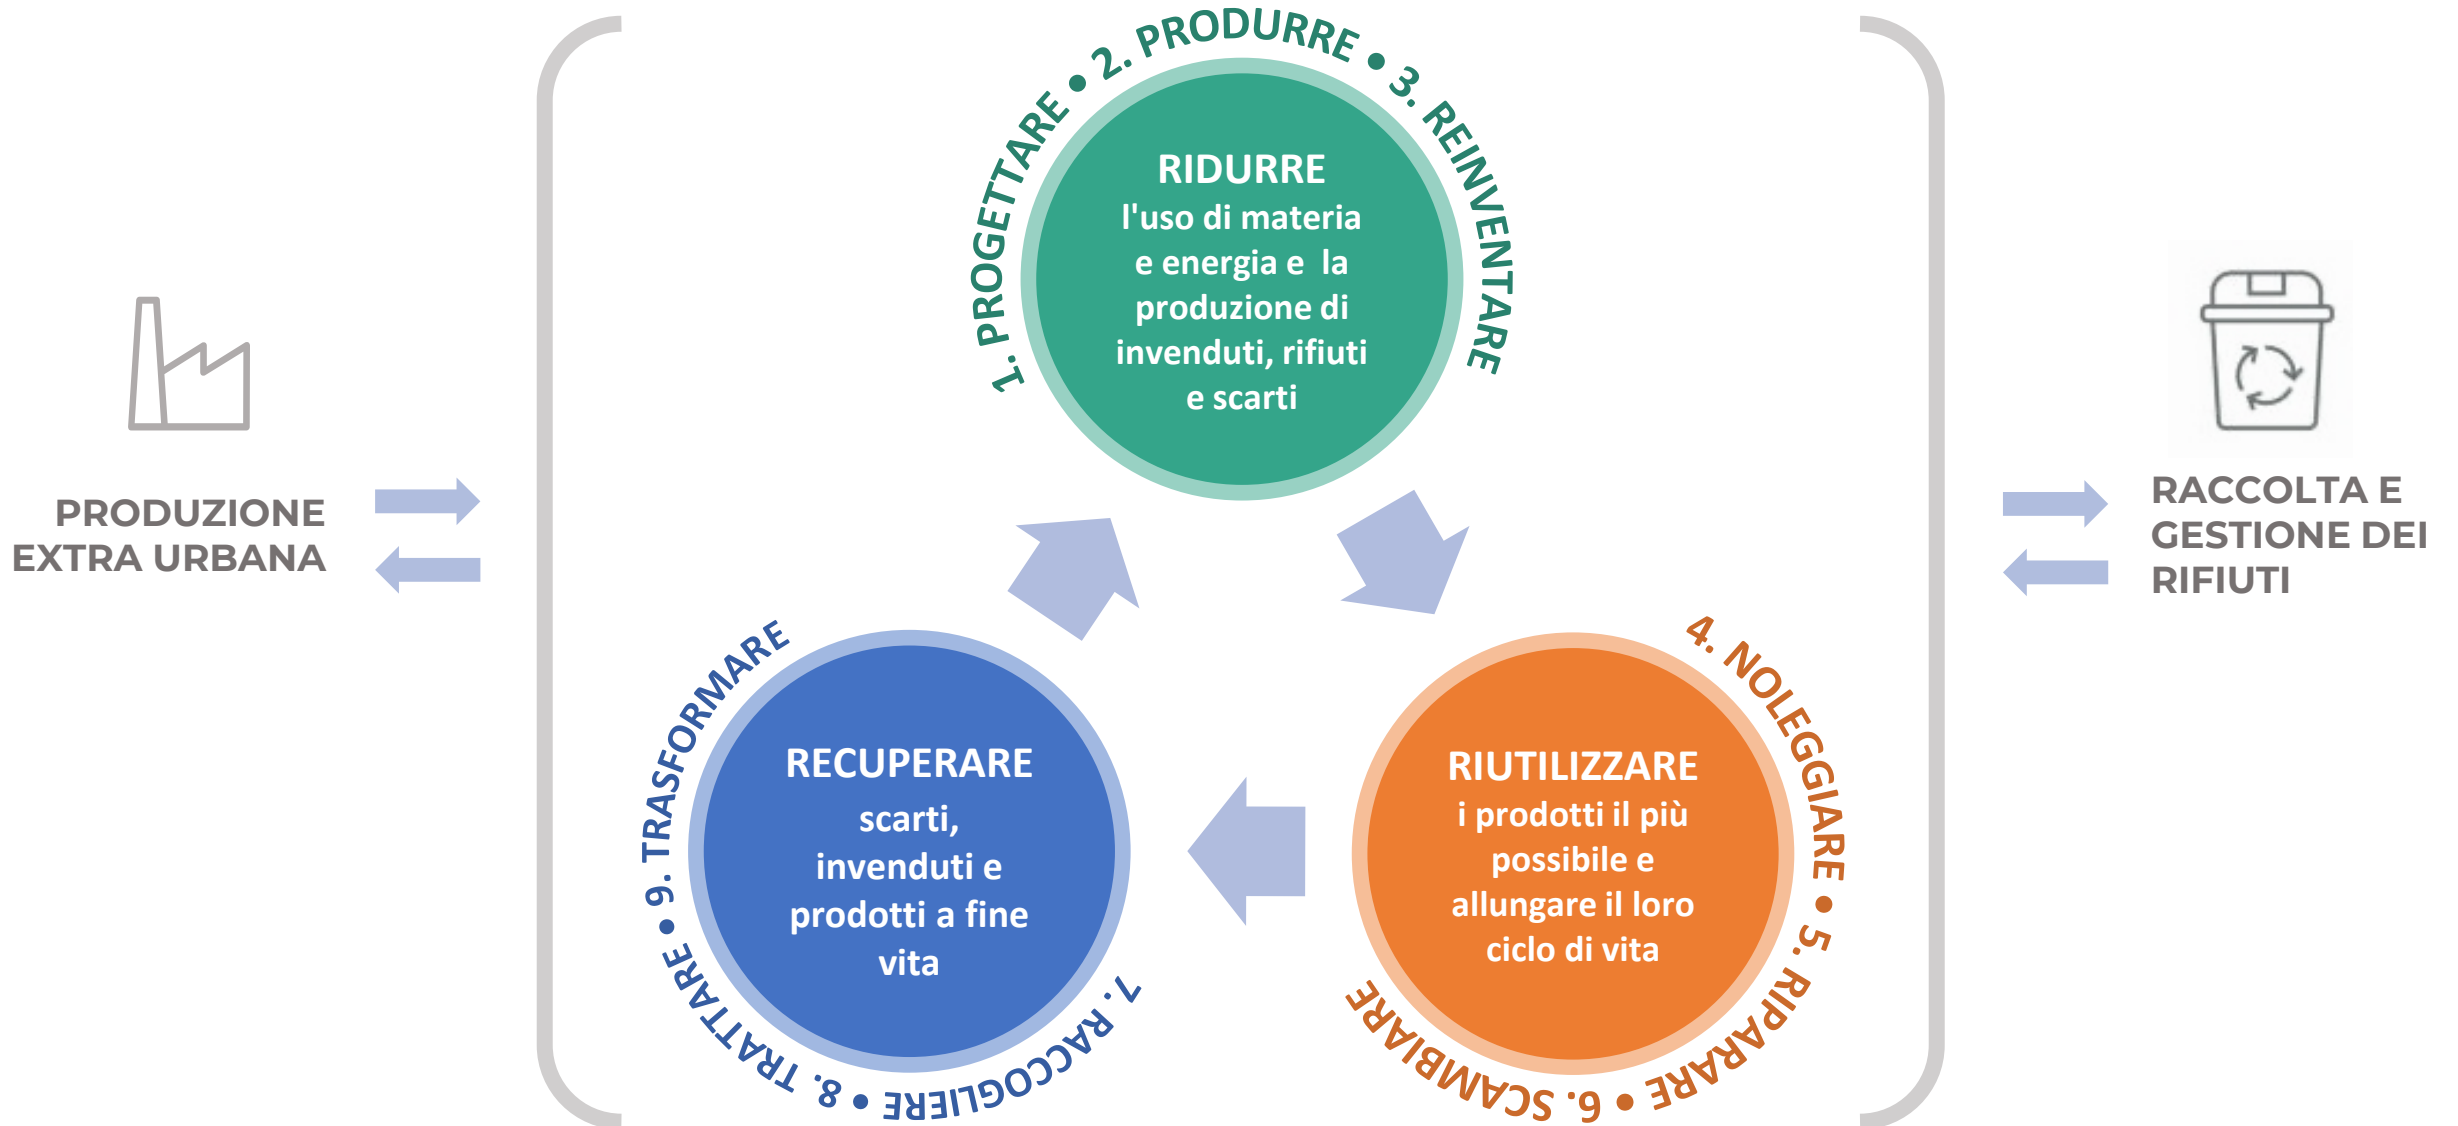 1. PROGETTARE • 2. PRODURRE • 3. REINVENTARE
RIDURRE
l'uso di materia
e energia e la
produzione di
invenduti, rifiuti
e scarti
PRODUZIONE
EXTRA URBANA
RACCOLTA E
GESTIONE DEI
RIFIUTI
4. NOLEGGIARE • 5. RIPARARE • 6. SCAMBIARE
RIUTILIZZARE
i prodotti il più
possibile e
allungare il loro
ciclo di vita
7. RACCOGLIERE • 8. TRATTARE • 9. TRASFORMARE
RECUPERARE
scarti,
invenduti e
prodotti a fine
vita